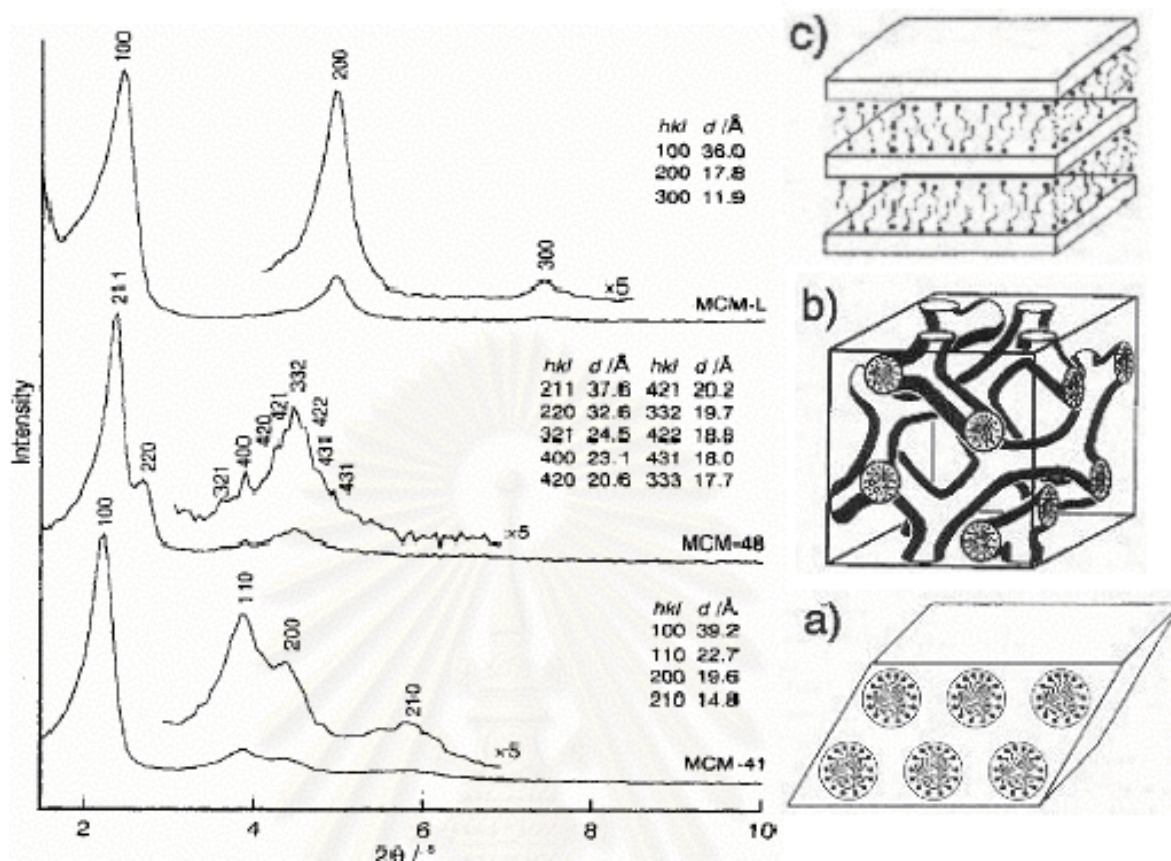 100
200
300
hkl d /Å
100 36.0
200 17.8
300 11.9
×5
MCM-L
211
220
321
400
420
421
332
422
431
431
hkl d /Å hkl d /Å
211 37.6 421 20.2
220 32.6 332 19.7
321 24.5 422 18.8
400 23.1 431 18.0
420 20.6 333 17.7
×5
MCM-48
100
110
200
210
hkl d /Å
100 39.2
110 22.7
200 19.6
210 14.8
×5
MCM-41
Intensity
2 4 6 8 10
2θ /
c)
b)
a)